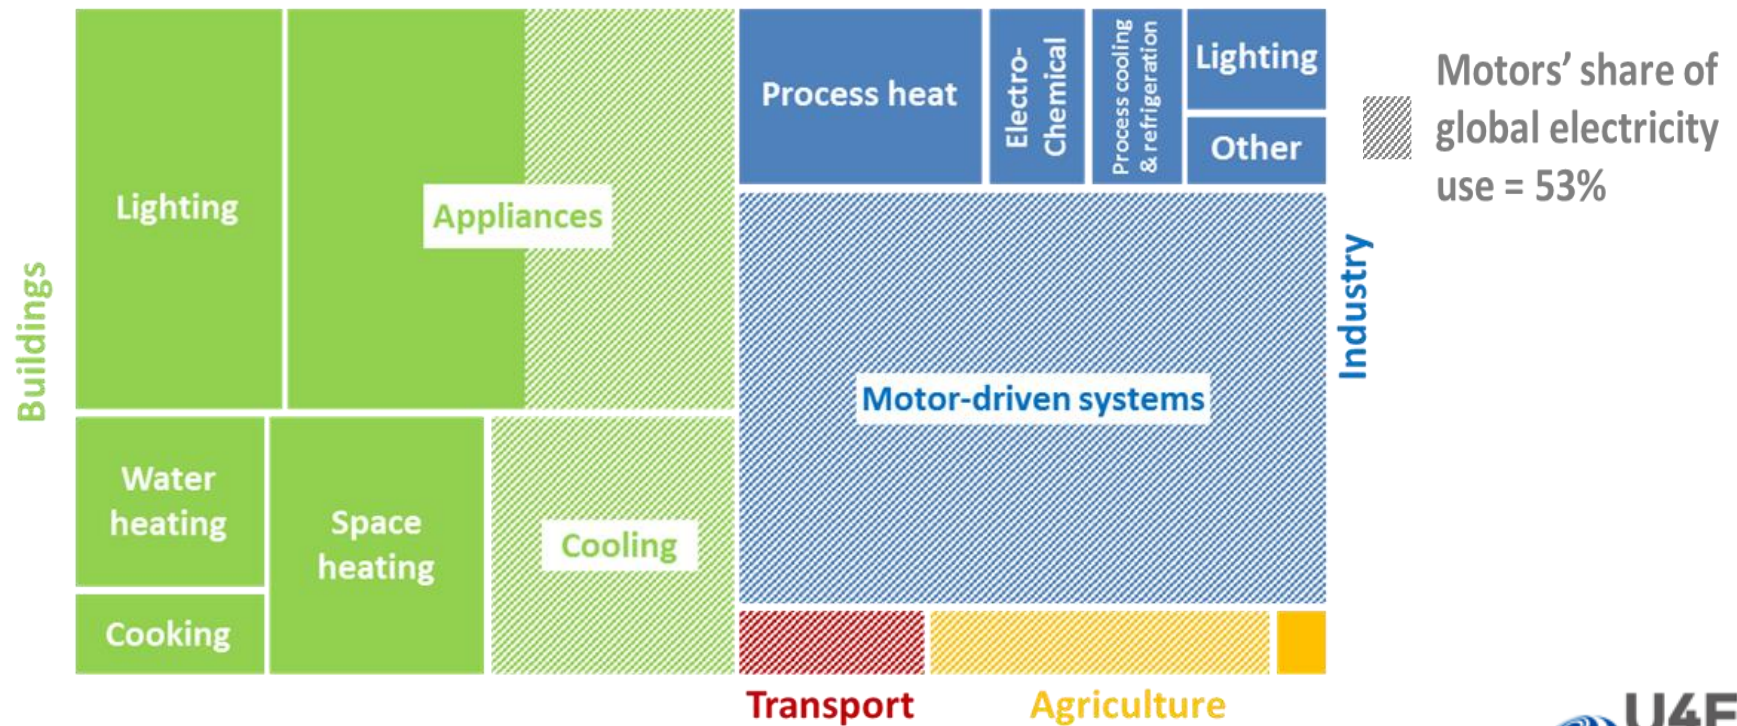 Buildings
Lighting
Appliances
Water
heating
Cooking
Space
heating
Cooling
Process heat
Electro-
Chemical
Process cooling
& refrigeration
Lighting
Other
Motor-driven systems
Industry
Transport
Agriculture
Motors’ share of
global electricity
use = 53%